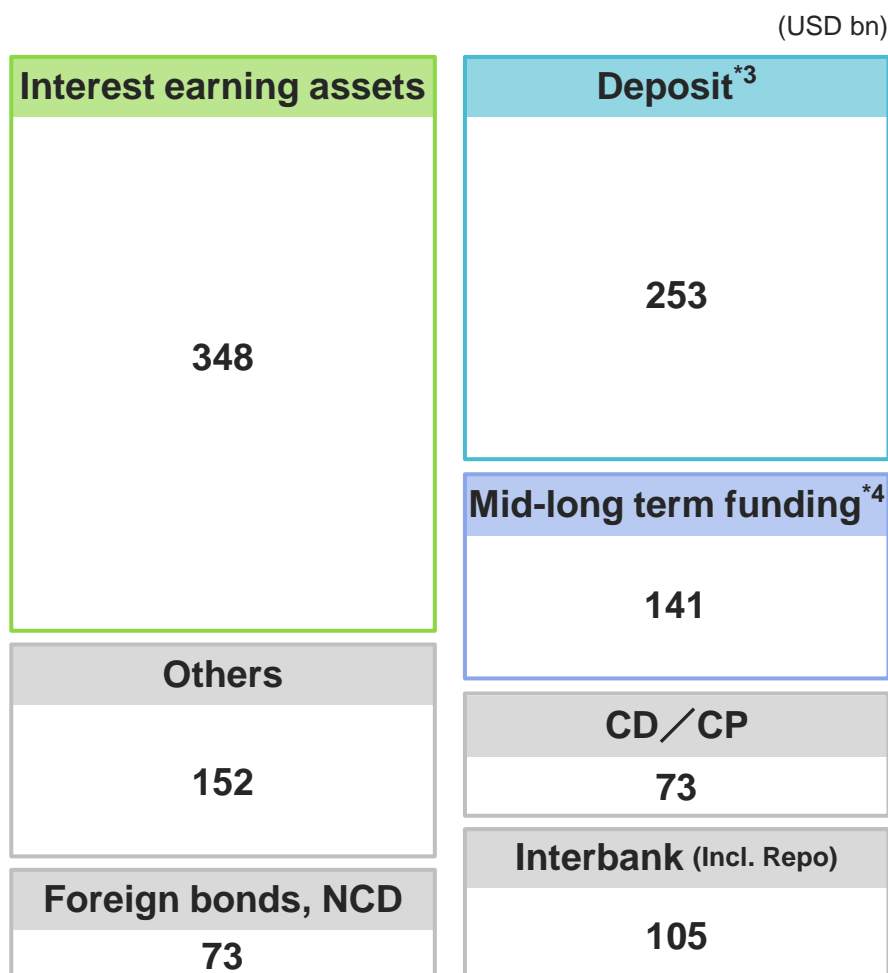 (USD bn)
Interest earning assets
348
Others
152
Foreign bonds, NCD
73
Deposit*3
253
Mid-long term funding*4
141
CD／CP
73
Interbank (Incl. Repo)
105